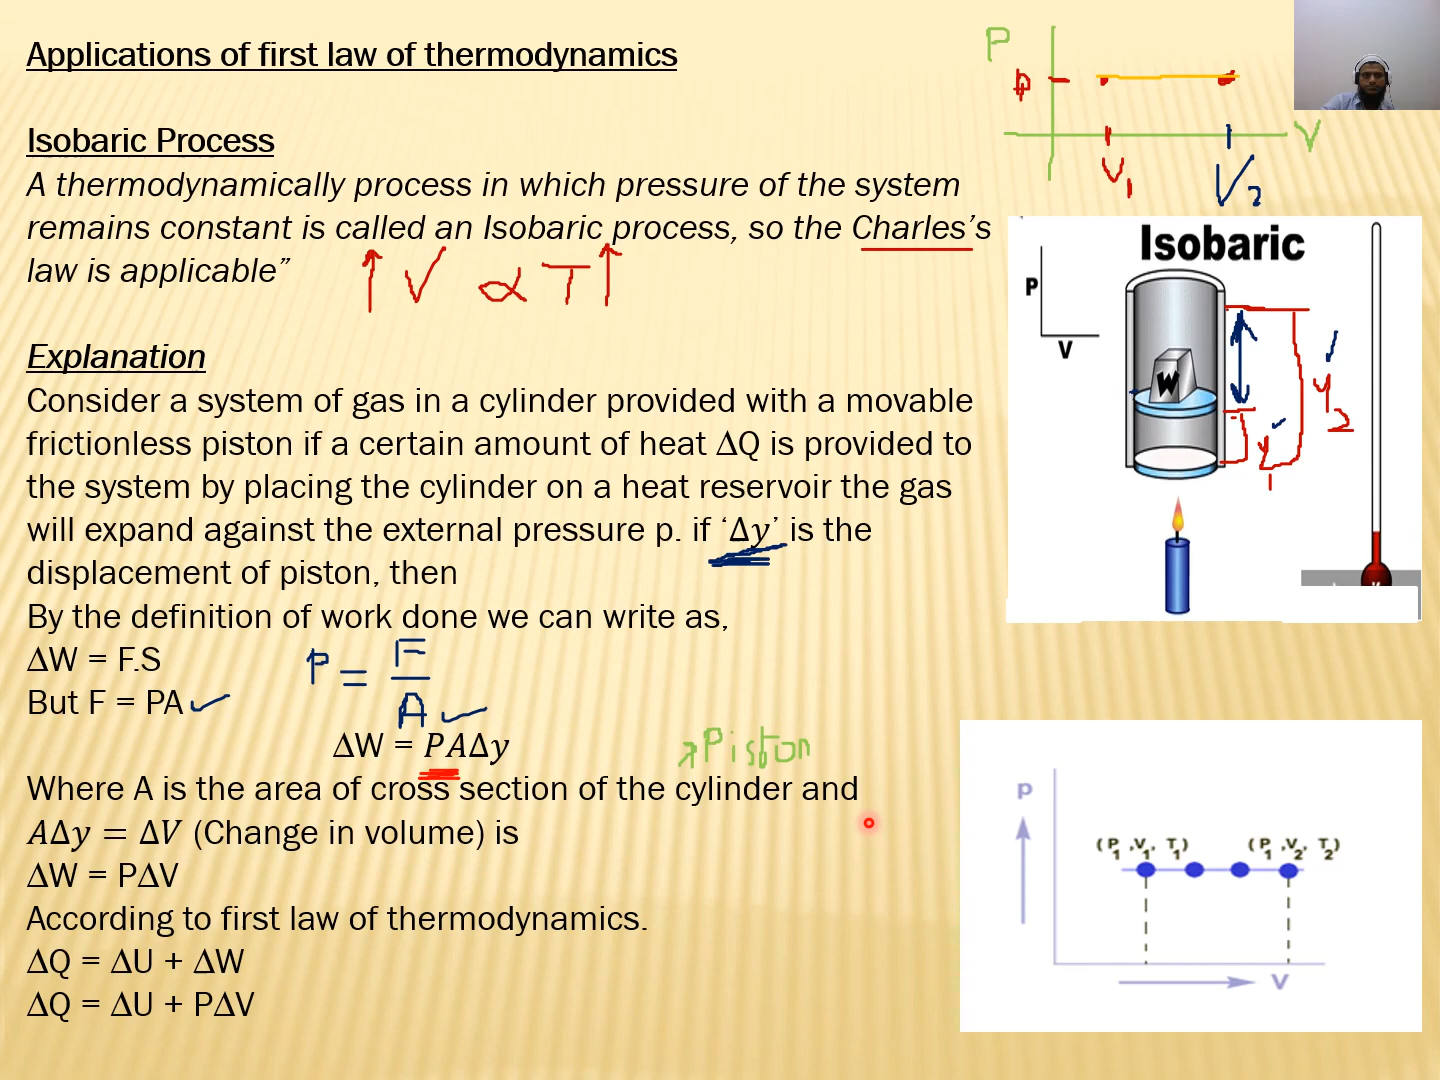 Applications of first law of thermodynamics
Isobaric Process
A thermodynamically process in which pressure of the system
remains constant is called an Isobaric process, so the Charles's
law is applicable”
V ∝ T
Explanation
Consider a system of gas in a cylinder provided with a movable
frictionless piston if a certain amount of heat ΔQ is provided to
the system by placing the cylinder on a heat reservoir the gas
will expand against the external pressure p. if ‘Δy’ is the
displacement of piston, then
By the definition of work done we can write as,
ΔW = F.S
But F = PA
P = F/A
ΔW = PAΔy
Piston
Where A is the area of cross section of the cylinder and
AΔy = ΔV (Change in volume) is
ΔW = PΔV
According to first law of thermodynamics.
ΔQ = ΔU + ΔW
ΔQ = ΔU + PΔV
P
V
V1
V2
Isobaric
P
V
W
y1
y2
P
(P1, V1, T1) (P1, V2, T2)
V